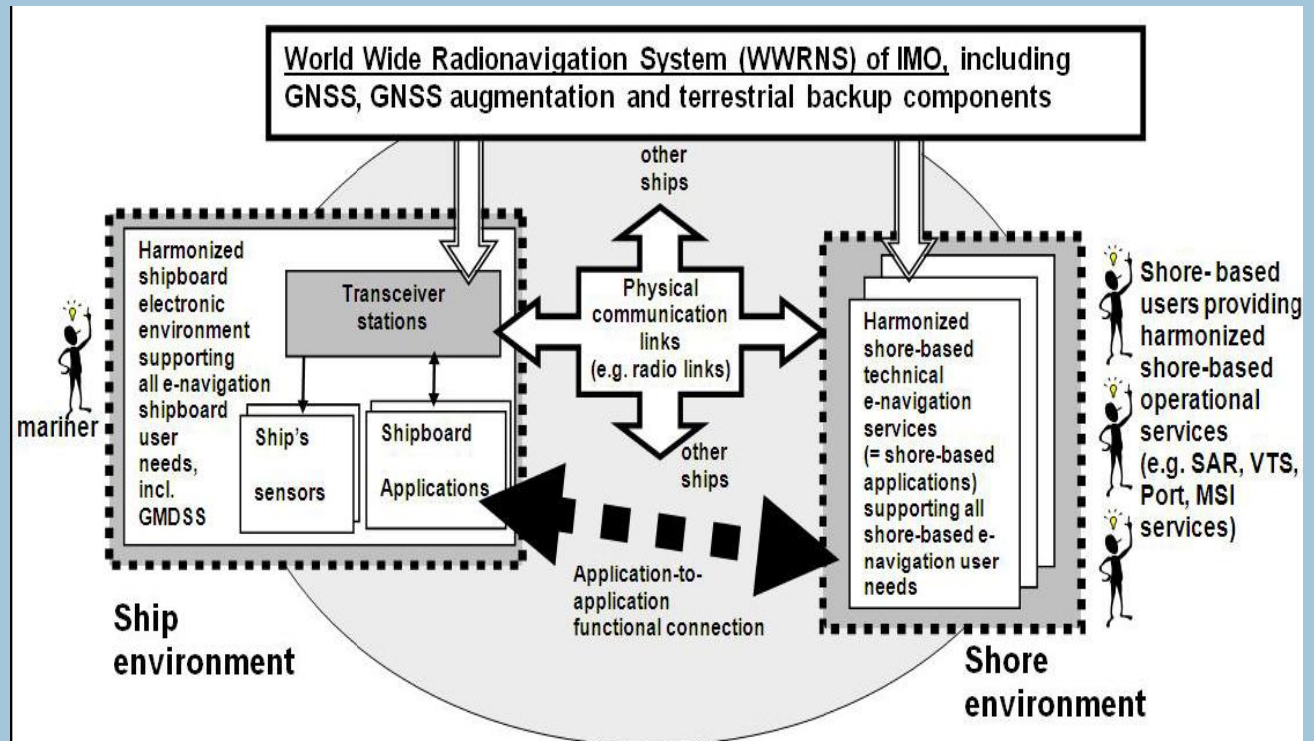 World Wide Radionavigation System (WWRNS) of IMO, including
GNSS, GNSS augmentation and terrestrial backup components
other
ships
Harmonized
shipboard
electronic
environment
supporting
all e-navigation
shipboard
user
needs,
incl.
GMDSS
Transceiver
stations
Ship's
sensors
Shipboard
Applications
mariner
Physical
communication
links
(e.g. radio links)
other
ships
Harmonized
shore-based
technical
e-navigation
services
(= shore-based
applications)
supporting all
shore-based e-
navigation user
needs
Shore- based
users providing
harmonized
shore-based
operational
services
(e.g. SAR, VTS,
Port, MSI
services)
Application-to-
application
functional connection
Ship
environment
Shore
environment